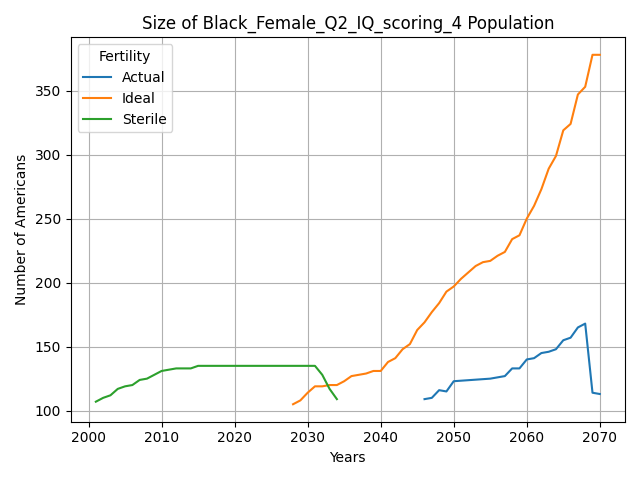 Size of Black_Female_Q2_IQ_scoring_4 Population
Fertility
Actual
Ideal
Sterile
Number of Americans
350
300
250
200
150
100
2000 2010 2020 2030 2040 2050 2060 2070
Years